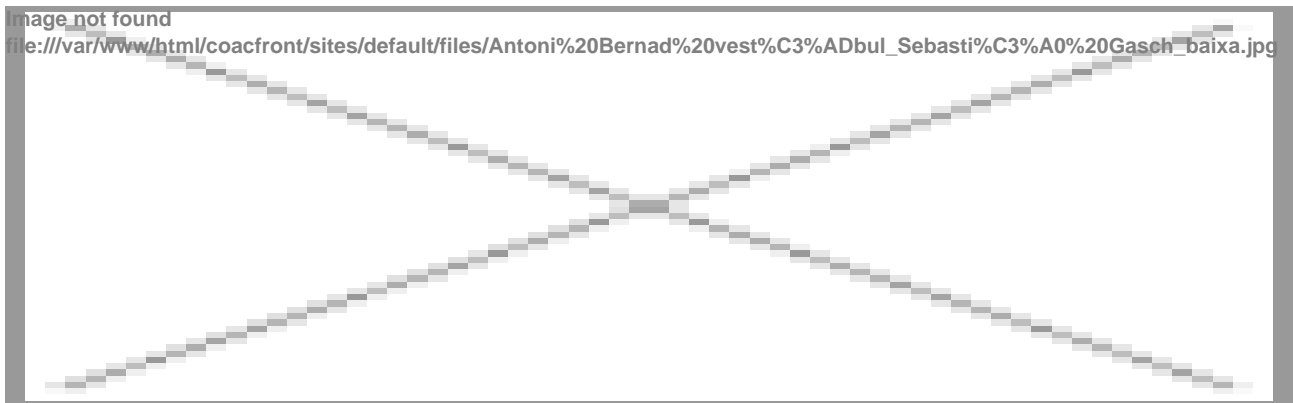 Image not found
file:///var/www/html/coacfront/sites/default/files/Antoni%20Bernad%20vest%C3%ADbul_Sebasti%C3%A0%20Gasch_baixa.jpg